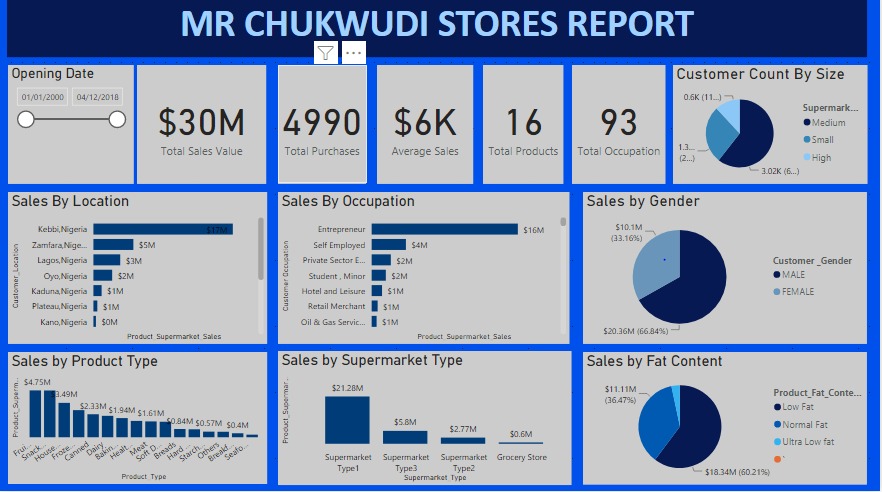 MR CHUKWUDI STORES REPORT
Opening Date
01/01/2000
04/12/2018
$30M
Total Sales Value
4990
Total Purchases
$6K
Average Sales
16
Total Products
93
Total Occupation
Customer Count By Size
0.6K (11...)
1.3...
(2...)
3.02K (6...)
Supermark...
Medium
Small
High
Sales By Location
Customer_Location
Kebbi,Nigeria
$17M
Zamfara,Nige...
$5M
Lagos,Nigeria
$3M
Oyo,Nigeria
$2M
Kaduna,Nigeria
$1M
Plateau,Nigeria
$1M
Kano,Nigeria
$0M
Product_Supermarket_Sales
Sales By Occupation
Customer Occupation
Entrepreneur
$16M
Self Employed
$4M
Private Sector E...
$2M
Student , Minor
$2M
Hotel and Leisure
$1M
Retail Merchant
$1M
Oil & Gas Servic...
$1M
Product_Supermarket_Sales
Sales by Gender
$10.1M
(33.16%)
$20.36M (66.84%)
Customer _Gender
MALE
FEMALE
Sales by Product Type
Product_Superm...
$4.75M
$3.49M
$2.33M
$1.94M
$1.61M
$0.84M
$0.57M
$0.4M
Frui...
Snack...
House...
Froze...
Canned
Dairy
Bakin...
Healt...
Meat
Soft D...
Breads
Hard ...
Starch...
Others
Breakf...
Seafo...
Product_Type
Sales by Supermarket Type
Product_Supermar...
$21.28M
$5.8M
$2.77M
$0.6M
Supermarket
Type1
Supermarket
Type3
Supermarket
Type2
Grocery Store
Supermarket_Type
Sales by Fat Content
$11.11M
(36.47%)
$18.34M (60.21%)
Product_Fat_Conte...
Low Fat
Normal Fat
Ultra Low fat